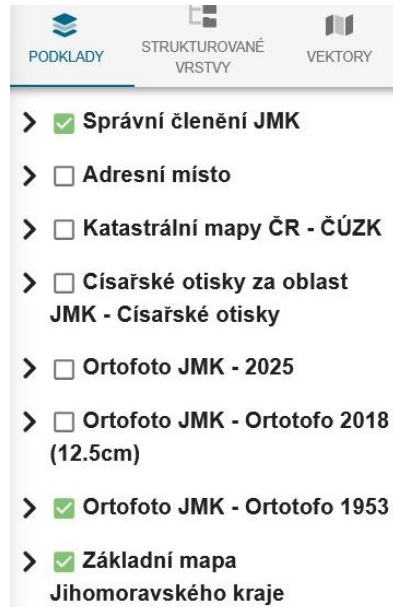 PODKLADY
STRUKTUROVANÉ
VRSTVY
VEKTORY
Správní členění JMK
Adresní místo
Katastrální mapy ČR - ČÚZK
Císařské otisky za oblast
JMK - Císařské otisky
Ortofoto JMK - 2025
Ortofoto JMK - Ortotofo 2018
(12.5cm)
Ortofoto JMK - Ortotofo 1953
Základní mapa
Jihomoravského kraje